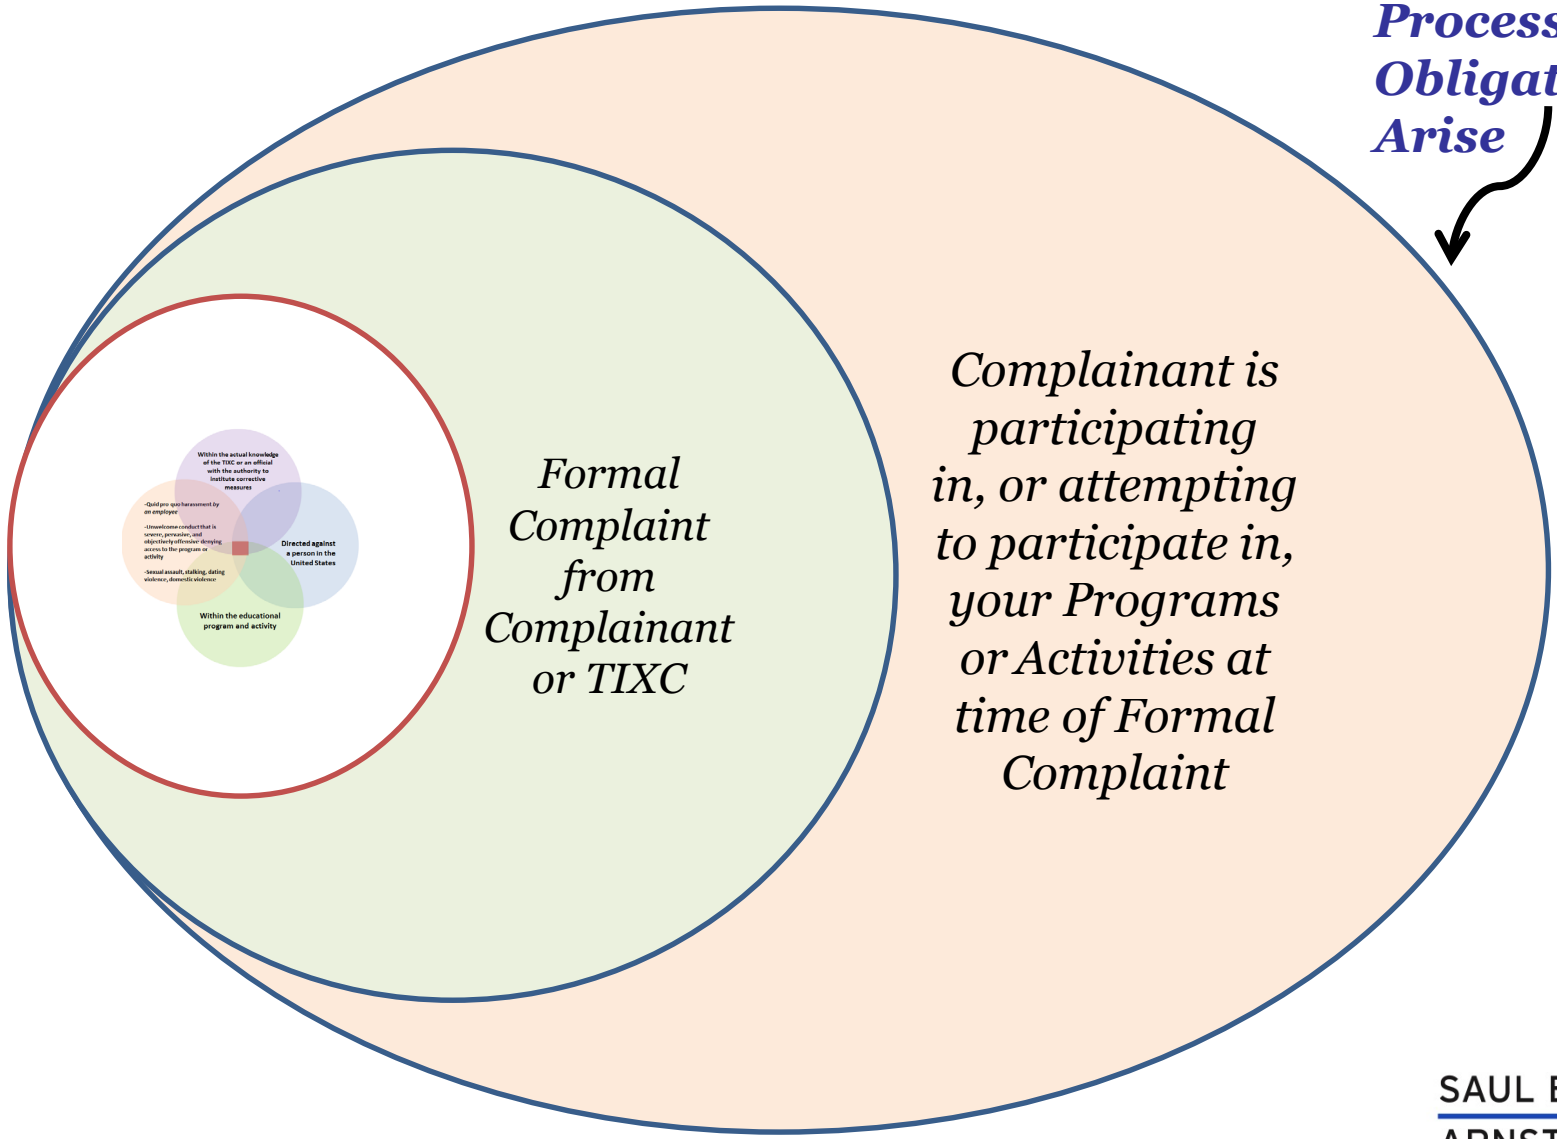 Process
Obligat
Arise
Within the actual knowledge
of the TIXC or an official
with the authority to
institute corrective
measures
-Quid pro quo harassment by
an employee
-Unwelcome conduct that is
severe, pervasive, and
objectively offensive denying
access to the program or
activity
-Sexual assault, stalking, dating
violence, domestic violence
Directed against
a person in the
United States
Within the educational
program and activity
Formal
Complaint
from
Complainant
or TIXC
Complainant is
participating
in, or attempting
to participate in,
your Programs
or Activities at
time of Formal
Complaint
SAUL E
ARNST